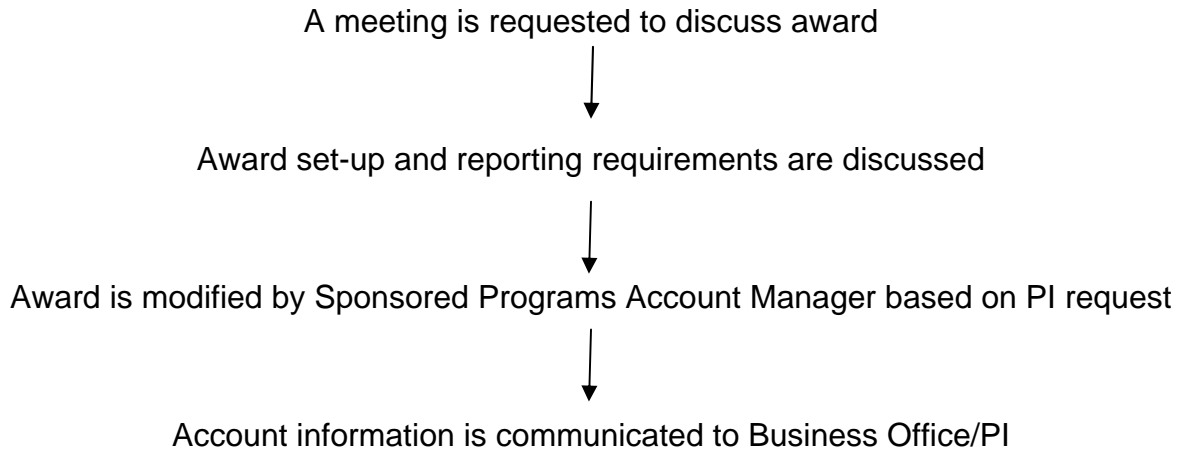 A meeting is requested to discuss award
Award set-up and reporting requirements are discussed
Award is modified by Sponsored Programs Account Manager based on PI request
Account information is communicated to Business Office/PI